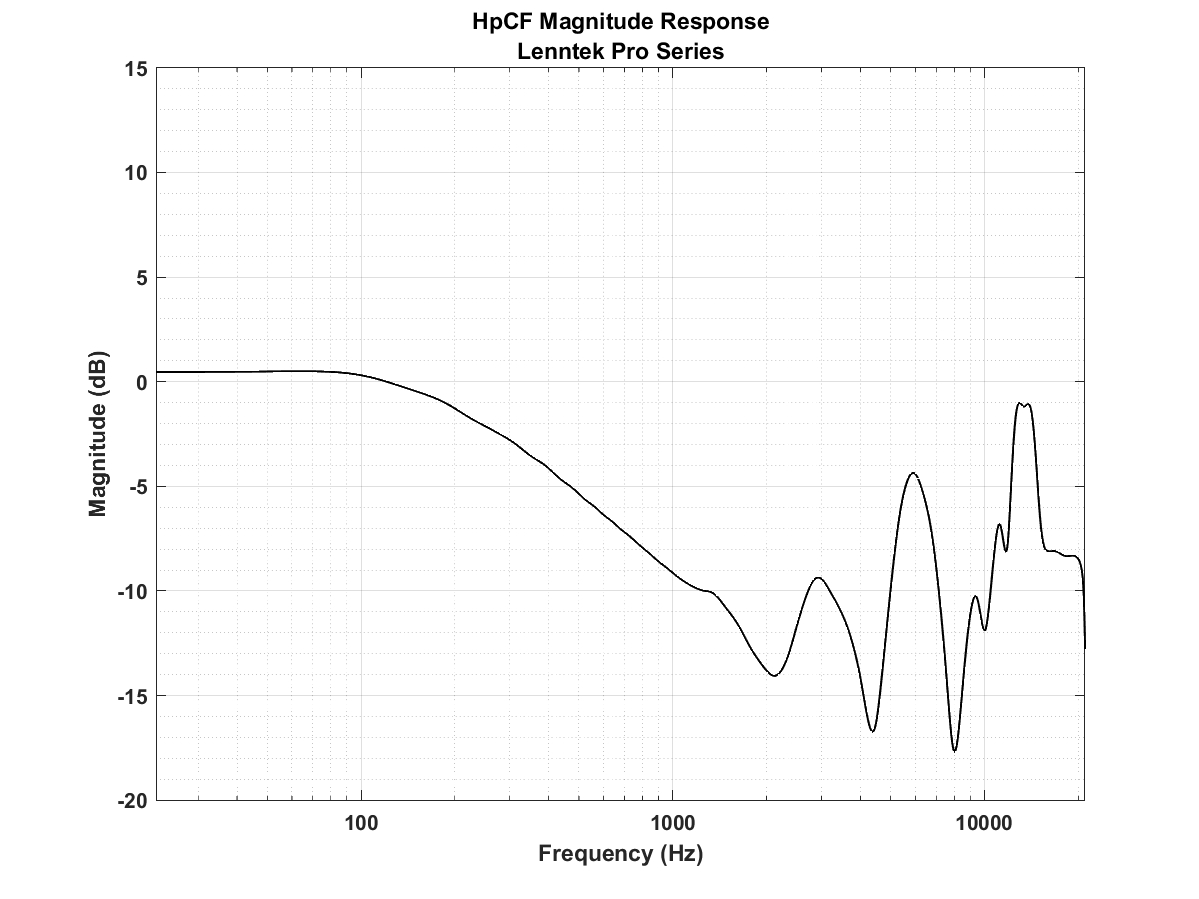 HpCF Magnitude Response
Lenntek Pro Series
15
10
5
0
-5
-10
-15
-20
Magnitude (dB)
100
1000
10000
Frequency (Hz)